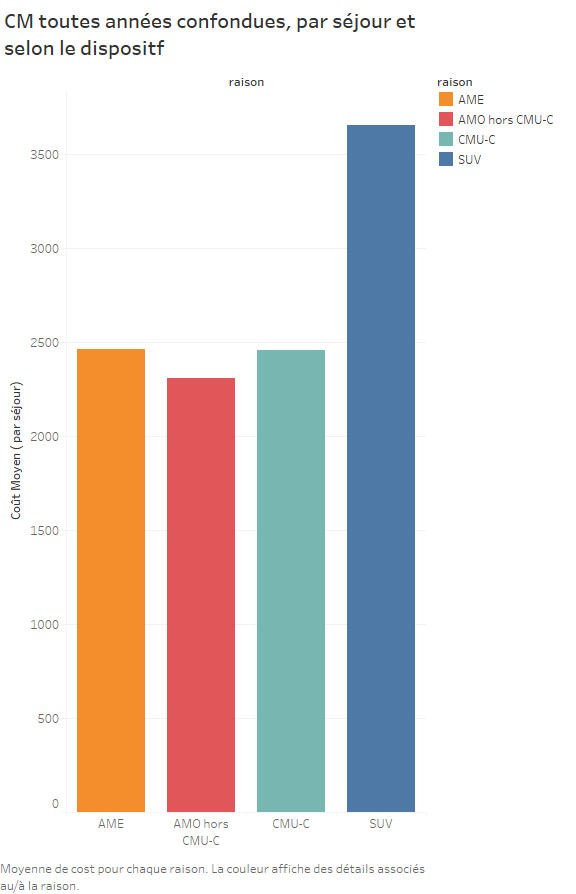 CM toutes années confondues, par séjour et
selon le dispositf
raison
raison
AME
AMO hors CMU-C
CMU-C
SUV
3500
3000
2500
2000
1500
1000
500
0
Coût Moyen ( par séjour)
AME
AMO hors
CMU-C
CMU-C
SUV
Moyenne de cost pour chaque raison. La couleur affiche des détails associés
au/à la raison.